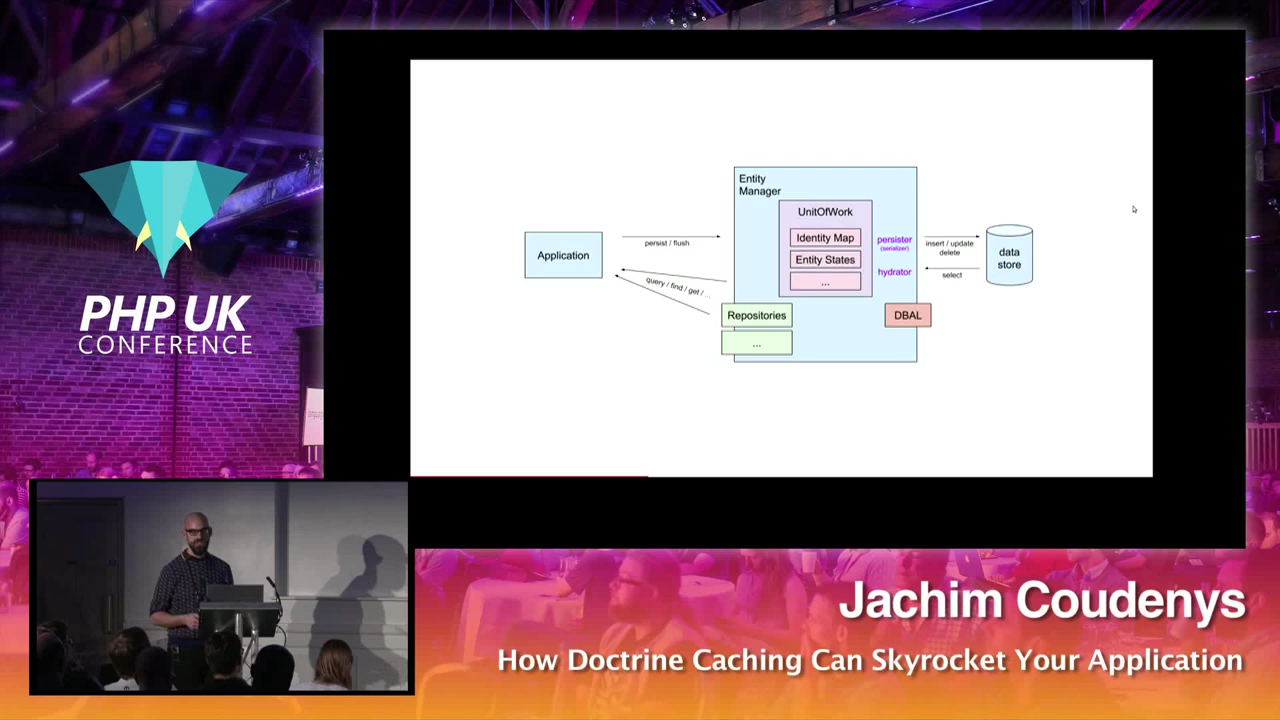 PHP UK
CONFERENCE
Entity
Manager
UnitOfWork
Identity Map
Entity States
...
persister
(serializer)
hydrator
Application
persist / flush
query / find / get / ...
insert / update
delete
select
data
store
Repositories
...
DBAL
Jachim Coudenys
How Doctrine Caching Can Skyrocket Your Application